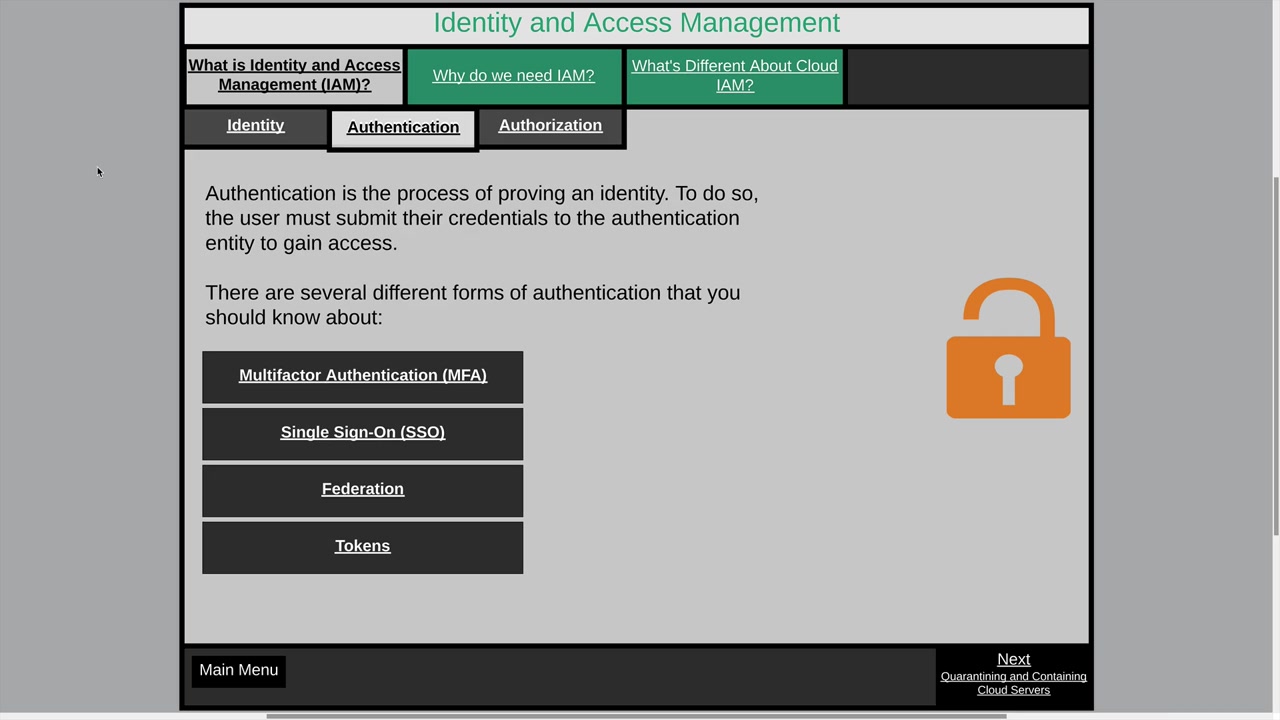 Identity and Access Management
What is Identity and Access
Management (IAM)?
Why do we need IAM?
What's Different About Cloud
IAM?
Identity
Authentication
Authorization
Authentication is the process of proving an identity. To do so,
the user must submit their credentials to the authentication
entity to gain access.
There are several different forms of authentication that you
should know about:
Multifactor Authentication (MFA)
Single Sign-On (SSO)
Federation
Tokens
Main Menu
Next
Quarantining and Containing
Cloud Servers